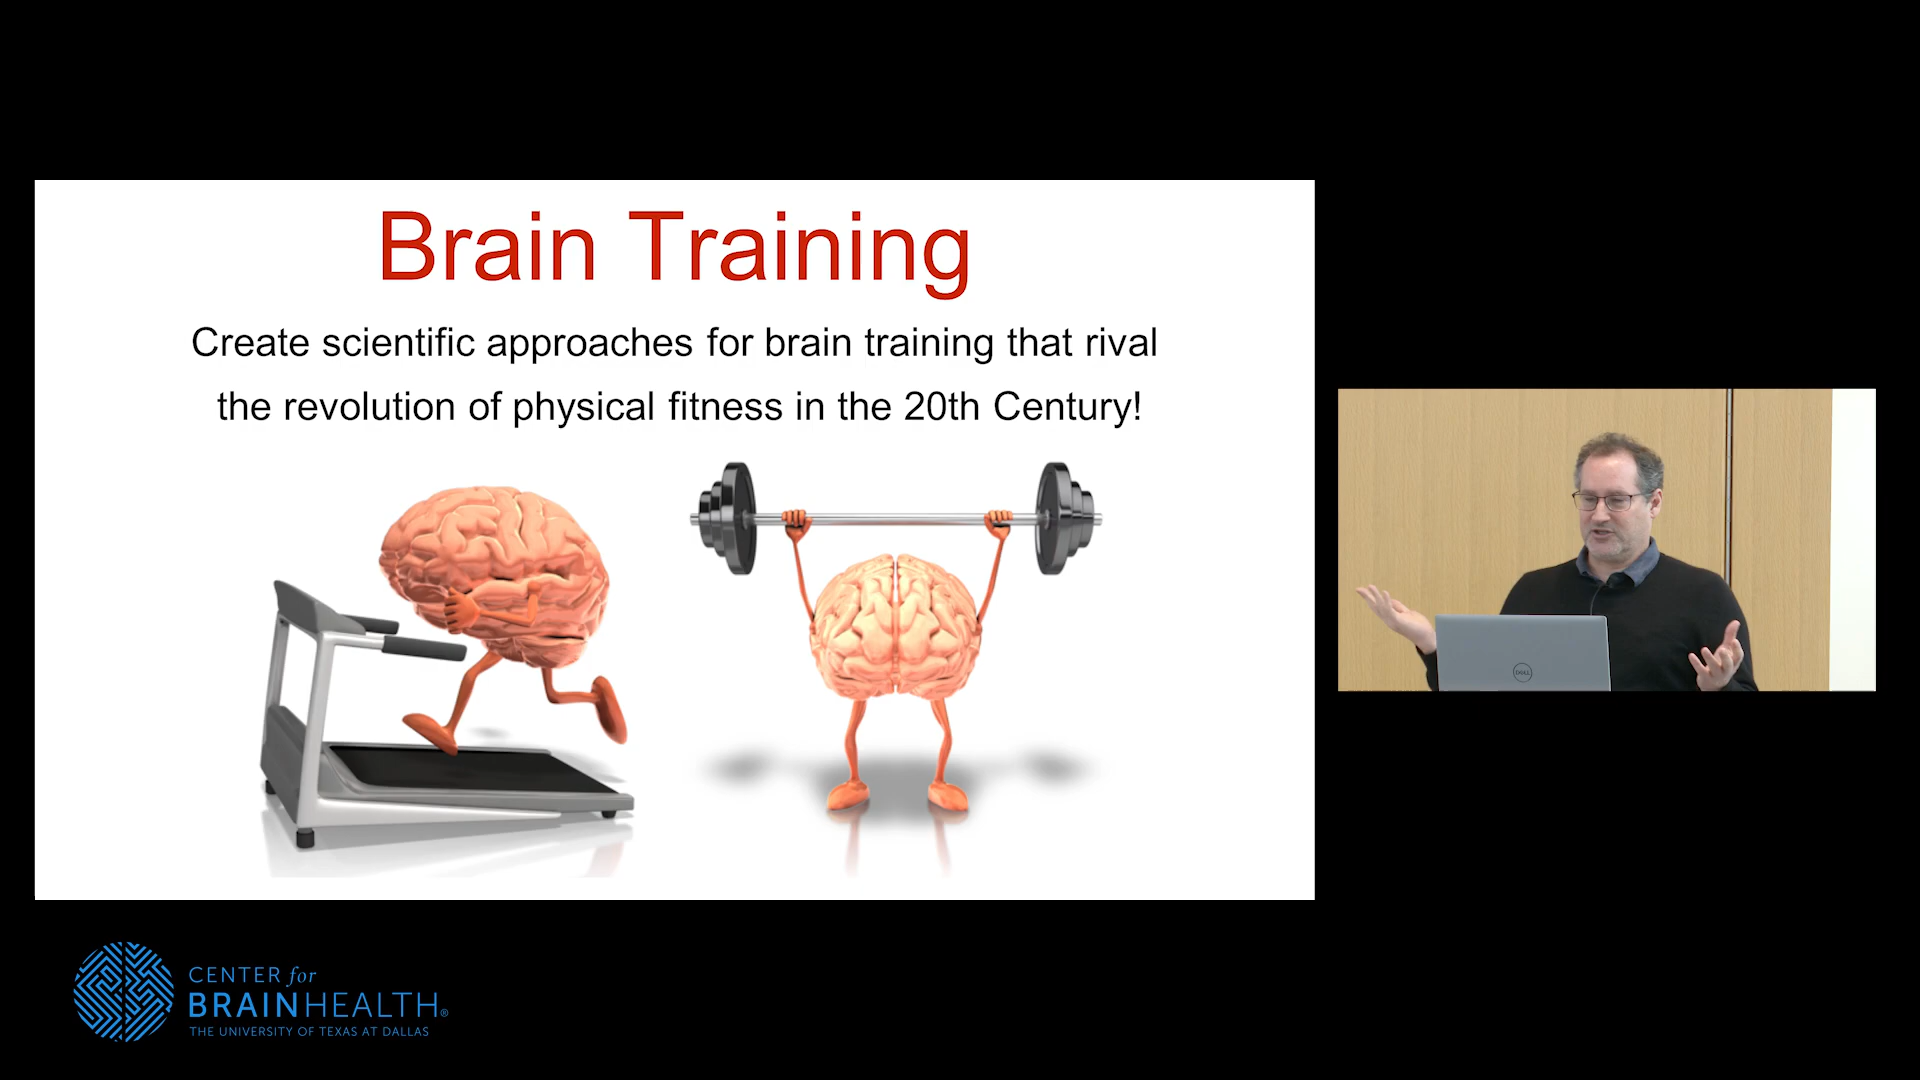 Brain Training
Create scientific approaches for brain training that rival
the revolution of physical fitness in the 20th Century!
DELL
CENTER for
BRAINHEALTH®
THE UNIVERSITY OF TEXAS AT DALLAS